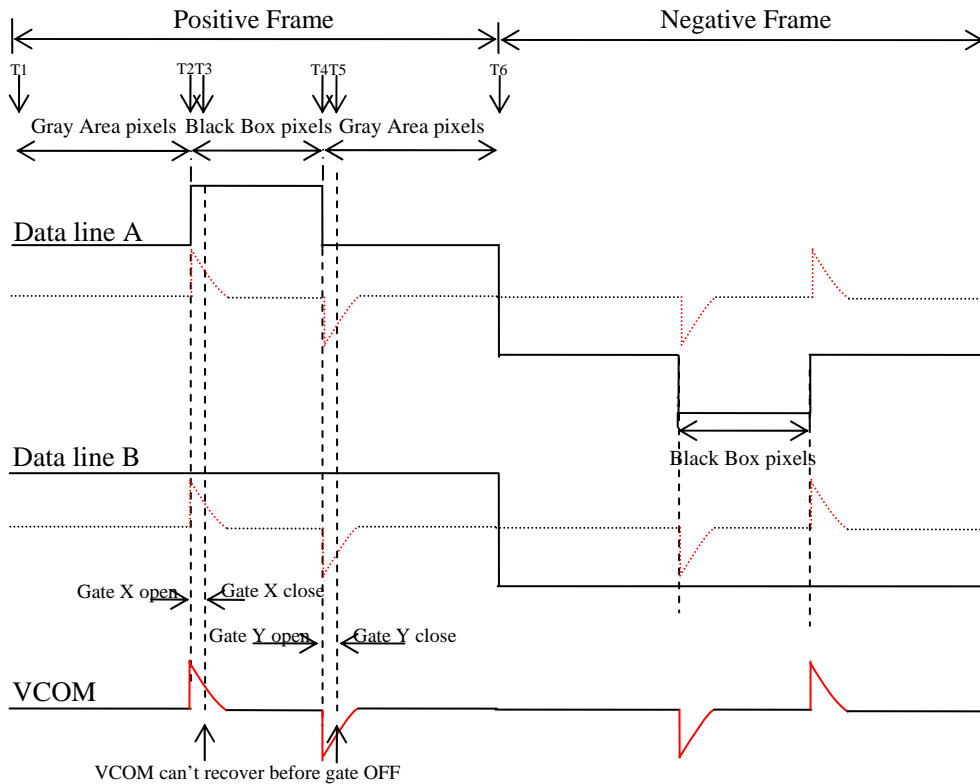 Positive Frame
Negative Frame
T1
T2T3
T4T5
T6
Gray Area pixels
Black Box pixels
Gray Area pixels
Data line A
Data line B
Black Box pixels
Gate X open
Gate X close
Gate Y open
Gate Y close
VCOM
VCOM can't recover before gate OFF